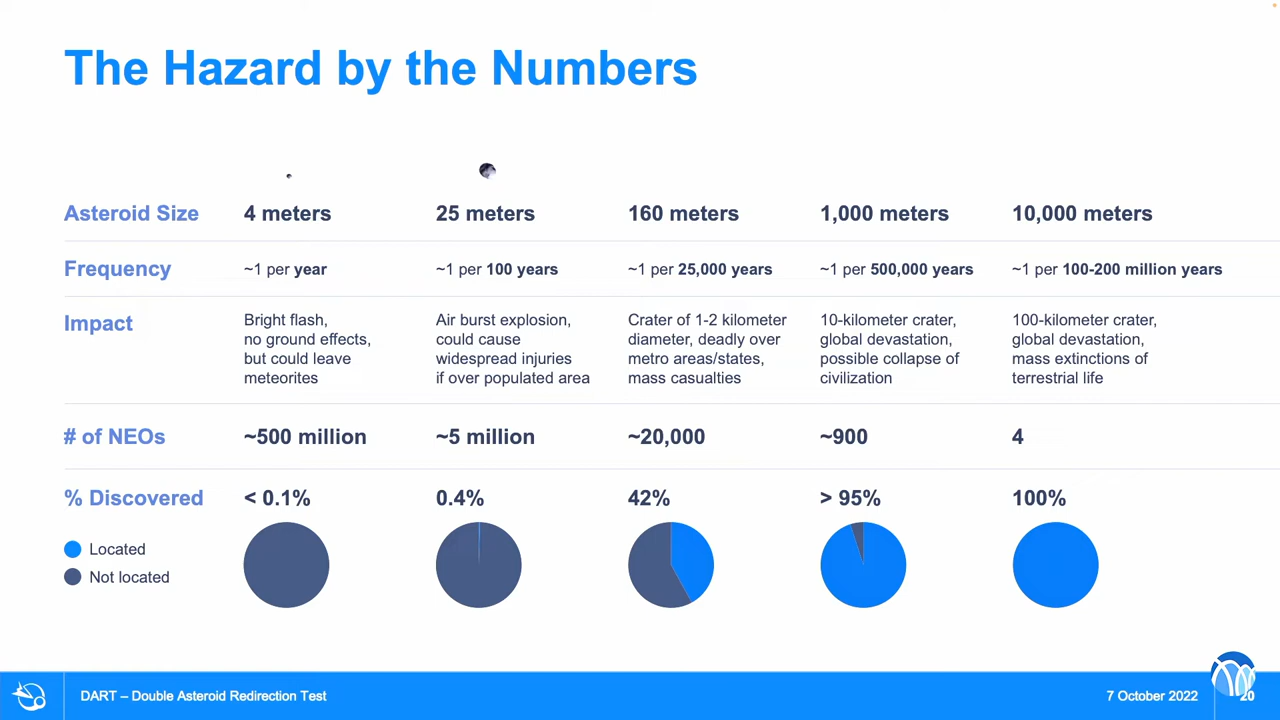 The Hazard by the Numbers
Asteroid Size 4 meters 25 meters 160 meters 1,000 meters 10,000 meters
Frequency ~1 per year ~1 per 100 years ~1 per 25,000 years ~1 per 500,000 years ~1 per 100-200 million years
Impact
Bright flash,
no ground effects,
but could leave
meteorites
Air burst explosion,
could cause
widespread injuries
if over populated area
Crater of 1-2 kilometer
diameter, deadly over
metro areas/states,
mass casualties
10-kilometer crater,
global devastation,
possible collapse of
civilization
100-kilometer crater,
global devastation,
mass extinctions of
terrestrial life
# of NEOs ~500 million ~5 million ~20,000 ~900 4
% Discovered < 0.1% 0.4% 42% > 95% 100%
Located
Not located
DART – Double Asteroid Redirection Test 7 October 2022 20